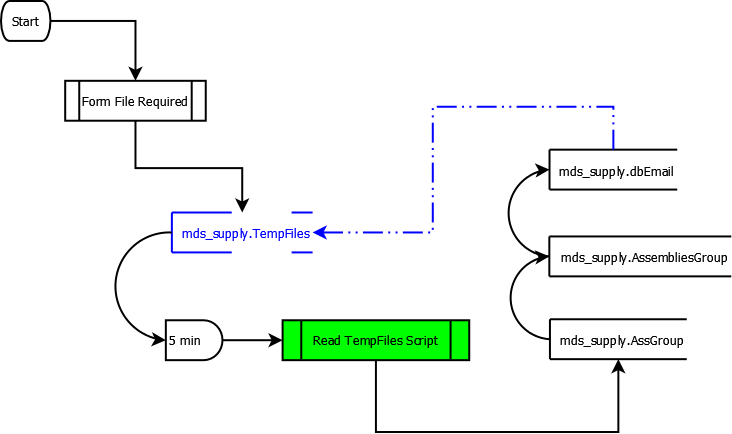 Start
Form File Required
mds_supply.dbEmail
mds_supply.TempFiles
mds_supply.AssembliesGroup
5 min
Read TempFiles Script
mds_supply.AssGroup